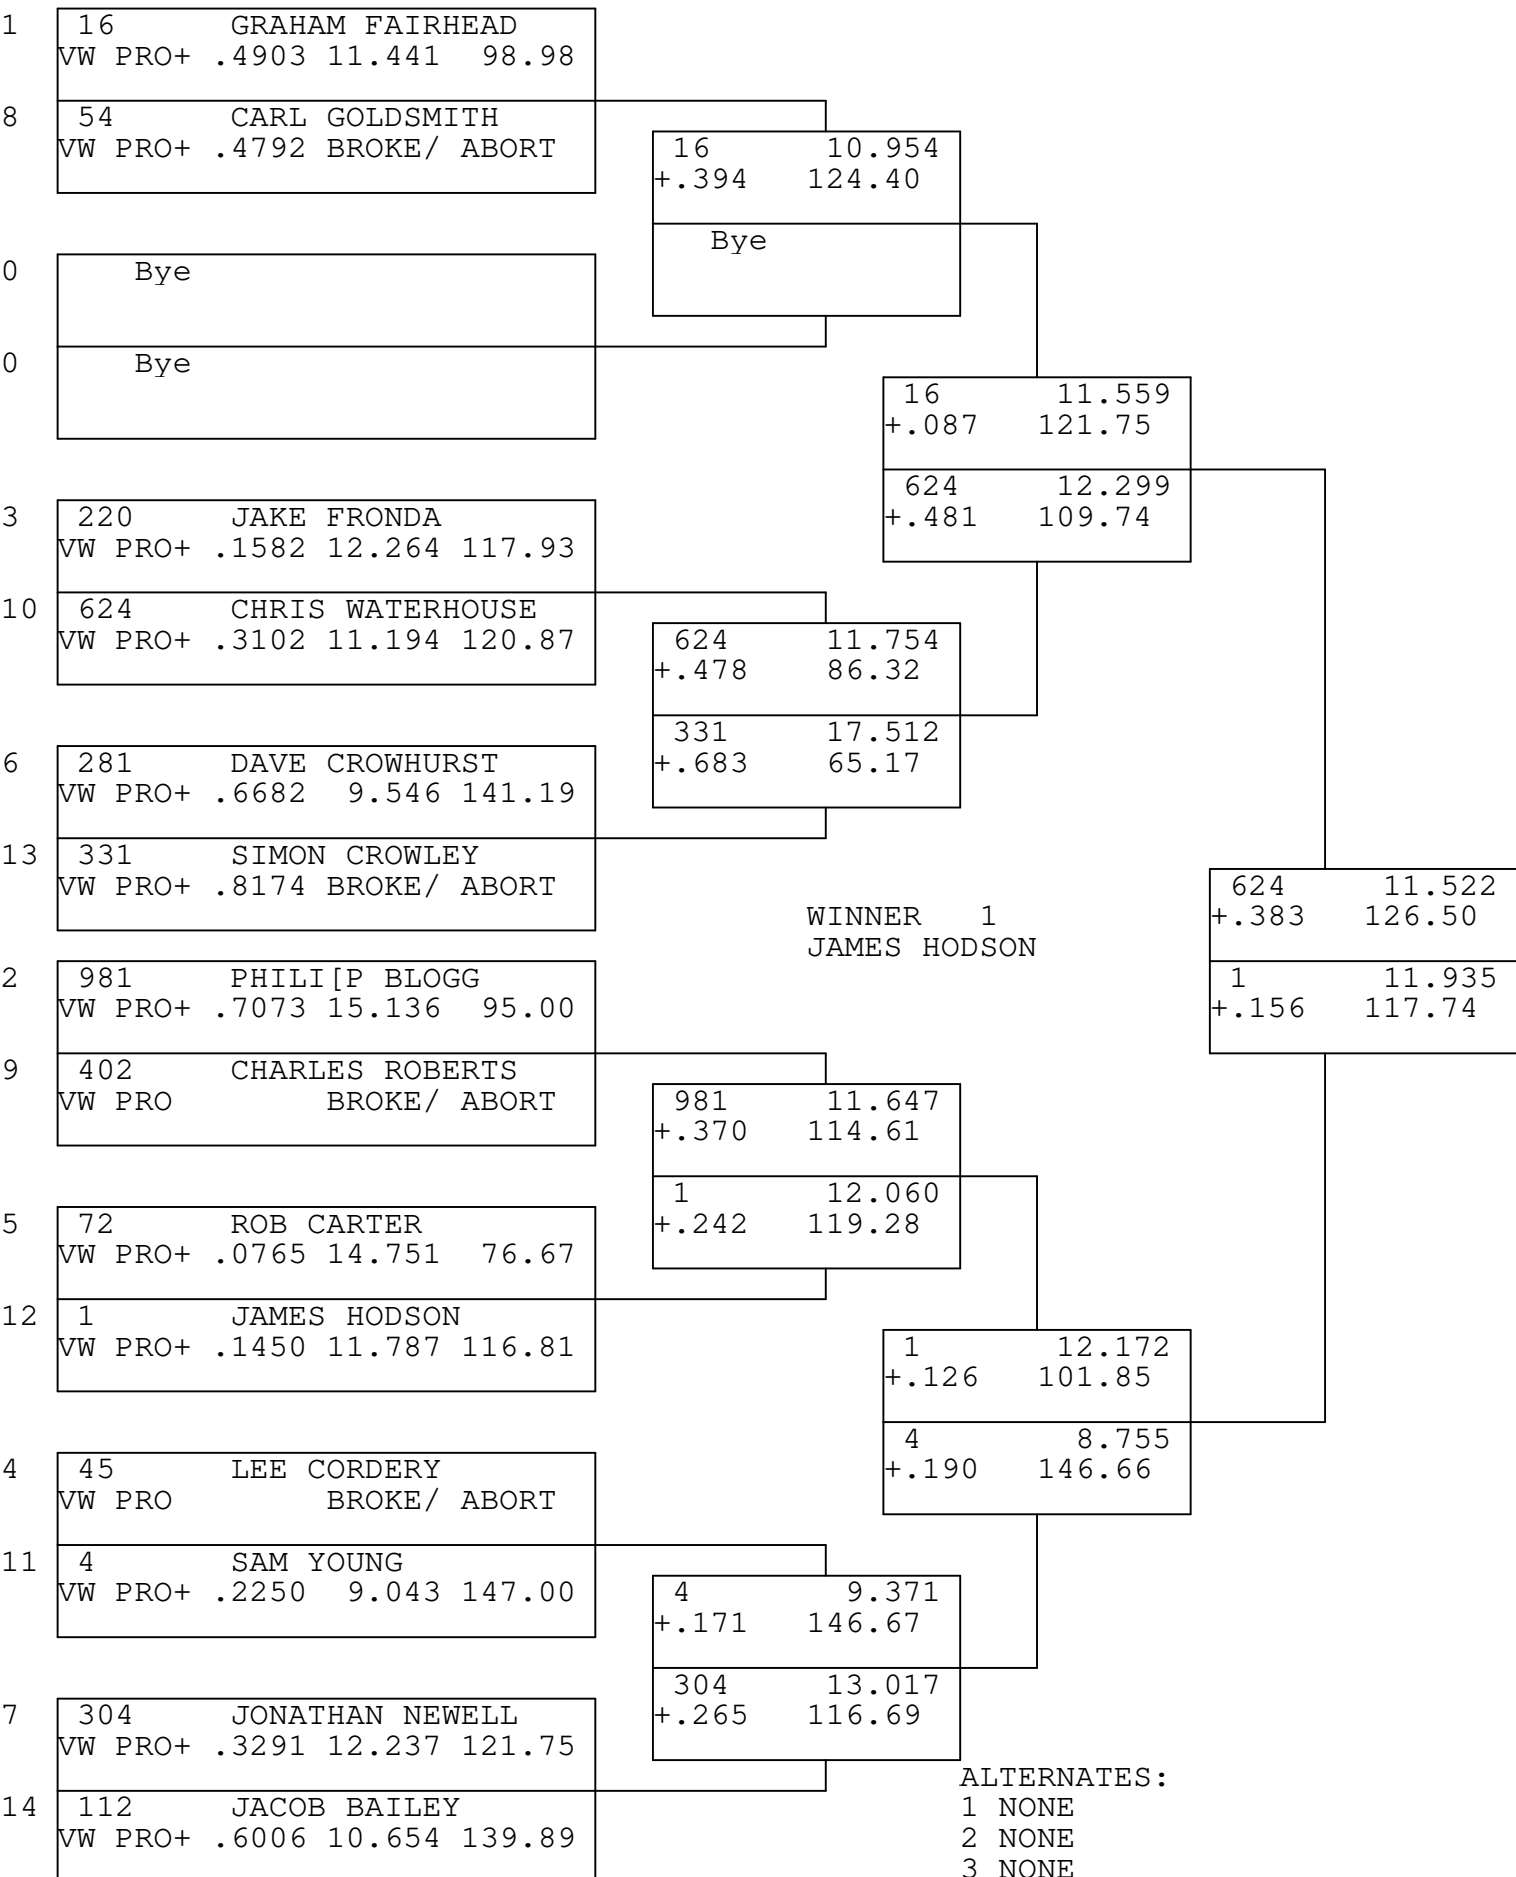 1 16 GRAHAM FAIRHEAD
VW PRO+ .4903 11.441 98.98
8 54 CARL GOLDSMITH
VW PRO+ .4792 BROKE/ ABORT
0 Bye
0 Bye
3 220 JAKE FRONDA
VW PRO+ .1582 12.264 117.93
10 624 CHRIS WATERHOUSE
VW PRO+ .3102 11.194 120.87
6 281 DAVE CROWHURST
VW PRO+ .6682 9.546 141.19
13 331 SIMON CROWLEY
VW PRO+ .8174 BROKE/ ABORT
2 981 PHILI[P BLOGG
VW PRO+ .7073 15.136 95.00
9 402 CHARLES ROBERTS
VW PRO BROKE/ ABORT
5 72 ROB CARTER
VW PRO+ .0765 14.751 76.67
12 1 JAMES HODSON
VW PRO+ .1450 11.787 116.81
4 45 LEE CORDERY
VW PRO BROKE/ ABORT
11 4 SAM YOUNG
VW PRO+ .2250 9.043 147.00
7 304 JONATHAN NEWELL
VW PRO+ .3291 12.237 121.75
14 112 JACOB BAILEY
VW PRO+ .6006 10.654 139.89
16 10.954
+.394 124.40
Bye
624 11.754
+.478 86.32
331 17.512
+.683 65.17
981 11.647
+.370 114.61
1 12.060
+.242 119.28
4 9.371
+.171 146.67
304 13.017
+.265 116.69
16 11.559
+.087 121.75
624 12.299
+.481 109.74
1 12.172
+.126 101.85
4 8.755
+.190 146.66
624 11.522
+.383 126.50
1 11.935
+.156 117.74
WINNER 1
JAMES HODSON
ALTERNATES:
1 NONE
2 NONE
3 NONE